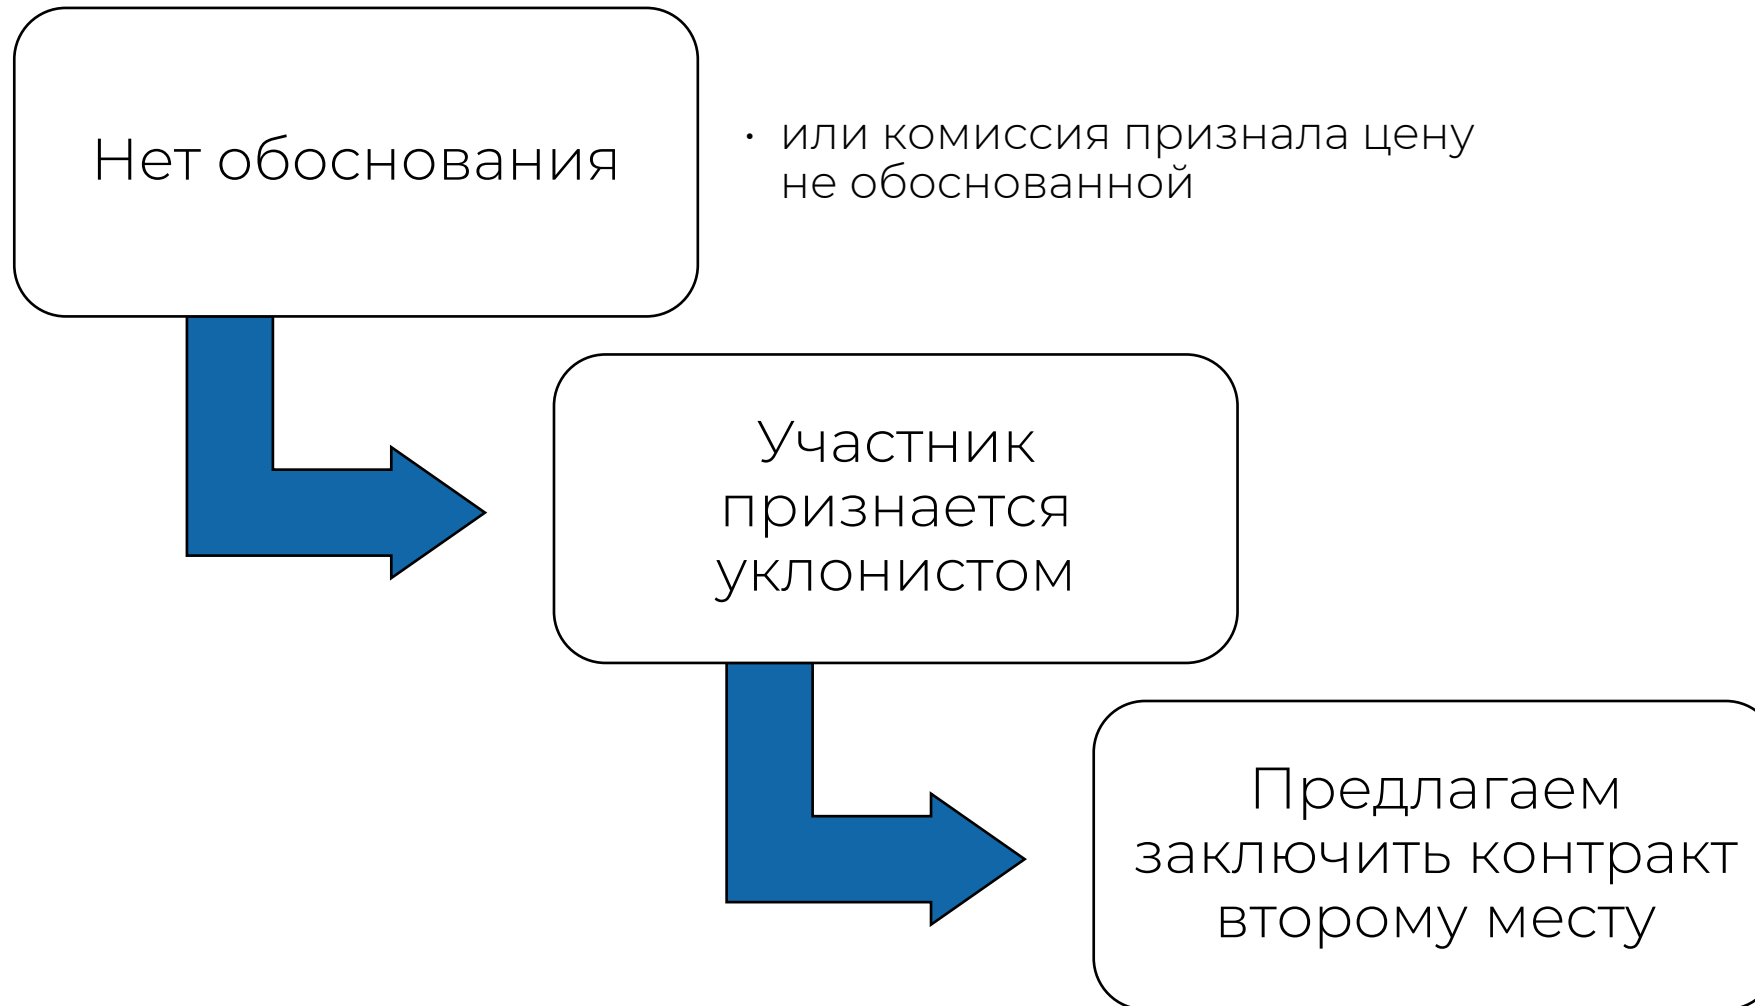 Нет обоснования
· или комиссия признала цену
не обоснованной
Участник
признается
уклонистом
Предлагаем
заключить контракт
второму месту